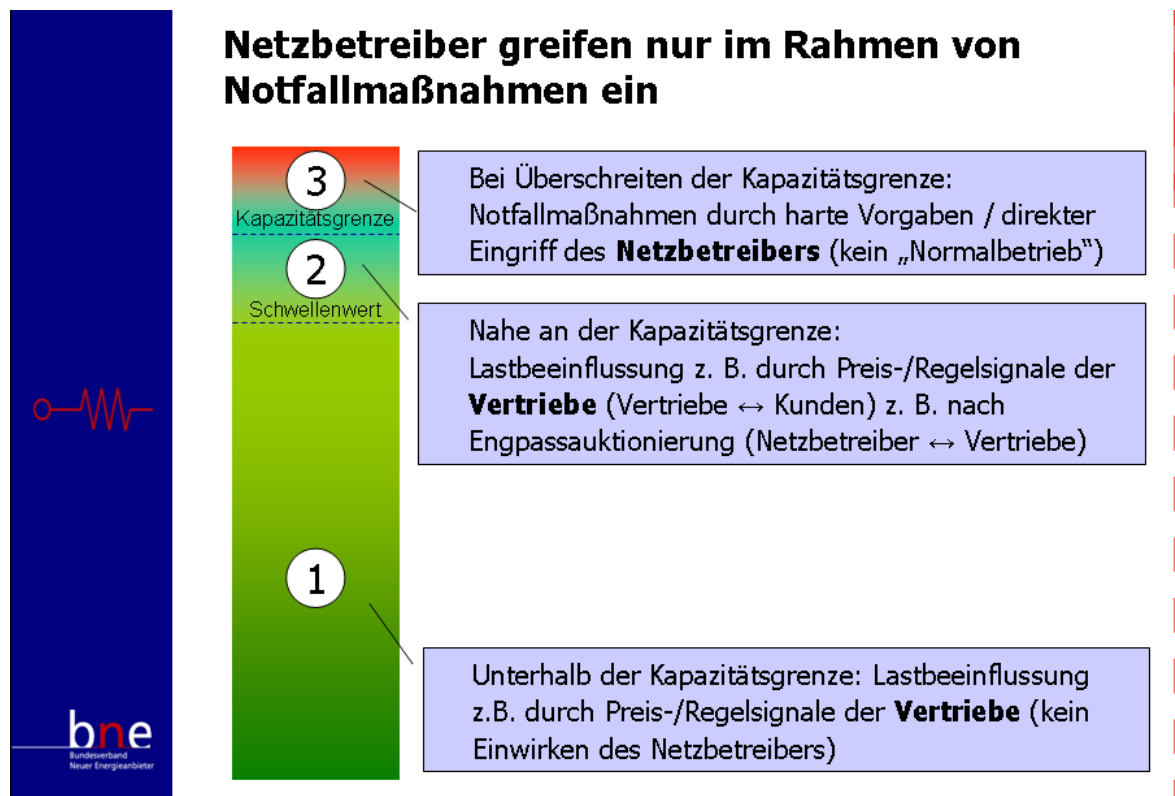 Netzbetreiber greifen nur im Rahmen von
Notfallmaßnahmen ein
3
Kapazitätsgrenze
Bei Überschreiten der Kapazitätsgrenze:
Notfallmaßnahmen durch harte Vorgaben / direkter
Eingriff des Netzbetreibers (kein „Normalbetrieb“)
2
Schwellenwert
Nahe an der Kapazitätsgrenze:
Lastbeeinflussung z. B. durch Preis-/Regelsignale der
Vertriebe (Vertriebe ↔ Kunden) z. B. nach
Engpassauktionierung (Netzbetreiber ↔ Vertriebe)
1
Unterhalb der Kapazitätsgrenze: Lastbeeinflussung
z.B. durch Preis-/Regelsignale der Vertriebe (kein
Einwirken des Netzbetreibers)
bne
Bundesverband
Neuer Energieanbieter